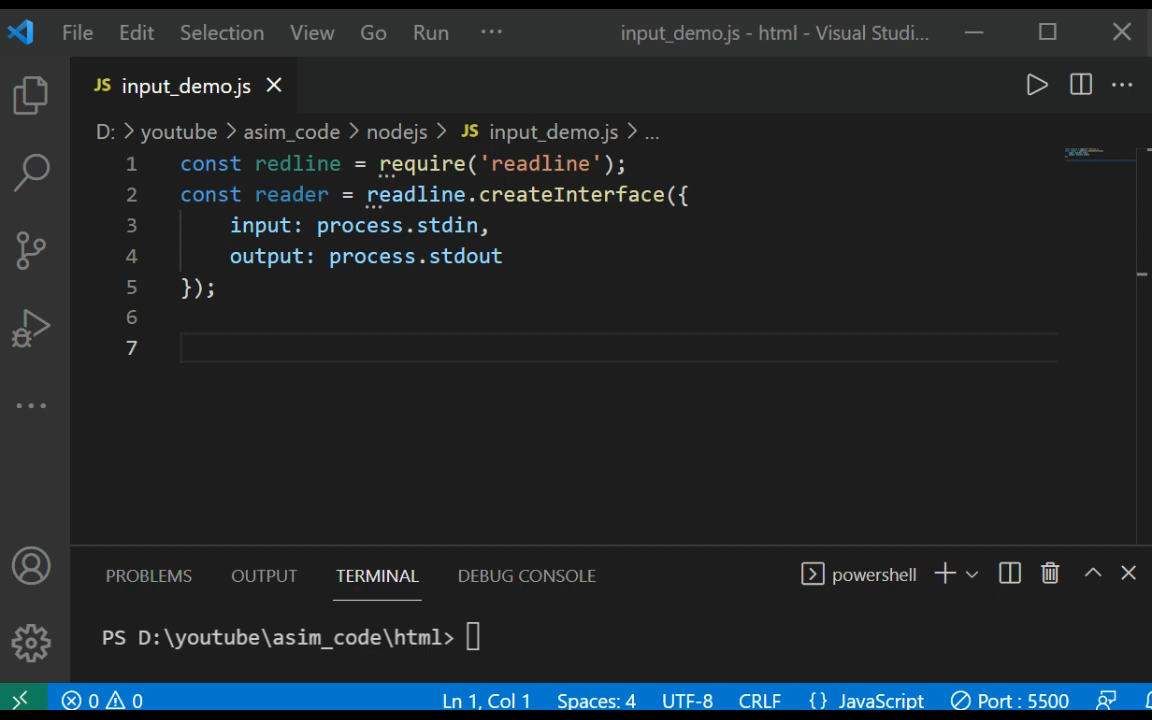 File Edit Selection View Go Run ··· input_demo.js - html - Visual Studi...
JS input_demo.js
D: > youtube > asim_code > nodejs > JS input_demo.js > ...
1 const redline = require('readline');
2 const reader = readline.createInterface({
3 input: process.stdin,
4 output: process.stdout
5 });
6
7
PROBLEMS OUTPUT TERMINAL DEBUG CONSOLE powershell
PS D:\youtube\asim_code\html>
0 0 Ln 1, Col 1 Spaces: 4 UTF-8 CRLF {} JavaScript Port : 5500